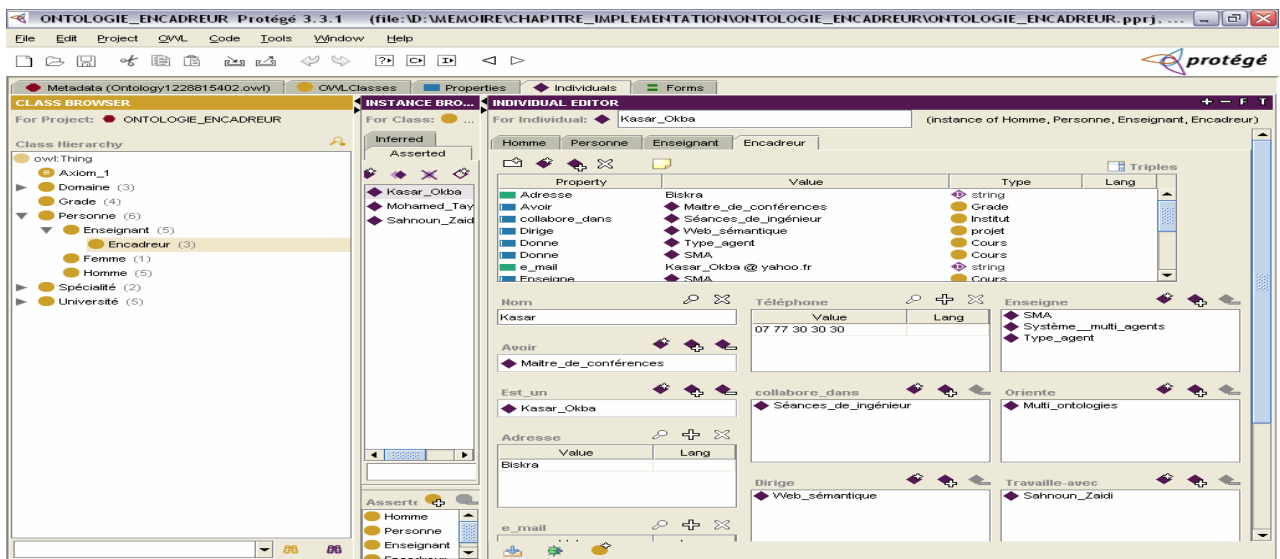 ONTOLOGIE_ENCADREUR Protégé 3.3.1 (file:\D:\MEMOIRE\CHAPITRE_IMPLEMENTATION\ONTOLOGIE_ENCADREUR\ONTOLOGIE_ENCADREUR.pprj, ...
File Edit Project OWL Code Tools Window Help
protégé
Metadata (Ontology1228815402.owl) OWLClasses Properties Individuals Forms
CLASS BROWSER
For Project: ONTOLOGIE_ENCADREUR
Class Hierarchy
owl:Thing
Axiom_1
Domaine (3)
Grade (4)
Personne (6)
Enseignant (5)
Encadreur (3)
Femme (1)
Homme (5)
Spécialité (2)
Université (5)
INSTANCE BRO...
For Class: ...
Inferred
Asserted
Kasar_Okba
Mohamed_Tay
Sahnoun_Zaid
Asserte
Homme
Personne
Enseignant
INDIVIDUAL EDITOR + − F T
For Individual: Kasar_Okba (instance of Homme, Personne, Enseignant, Encadreur)
Homme Personne Enseignant Encadreur
Triples
Property Value Type Lang
Adresse Biskra string
Avoir Maitre_de_conférences Grade
collabore_dans Séances_de_ingénieur Institut
Dirige Web_sémantique projet
Donne Type_agent Cours
Donne SMA Cours
e_mail Kasar_Okba @ yahoo.fr string
Enseigne SMA Cours
Nom
Kasar
Avoir
Maitre_de_conférences
Est_un
Kasar_Okba
Adresse
Value Lang
Biskra
e_mail
Téléphone
Value Lang
07 77 30 30 30
collabore_dans
Séances_de_ingénieur
Dirige
Web_sémantique
Enseigne
SMA
Système__multi_agents
Type_agent
Oriente
Multi_ontologies
Travaille-avec
Sahnoun_Zaidi